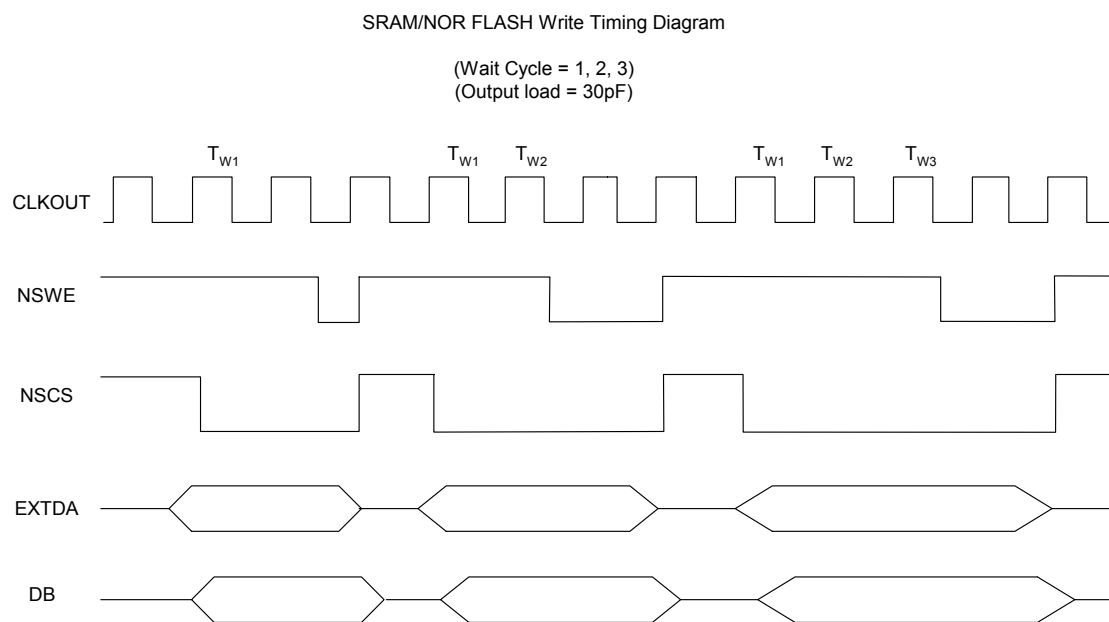 SRAM/NOR FLASH Write Timing Diagram
(Wait Cycle = 1, 2, 3)
(Output load = 30pF)
TW1 TW1 TW2 TW1 TW2 TW3
CLKOUT
NSWE
NSCS
EXTDA
DB